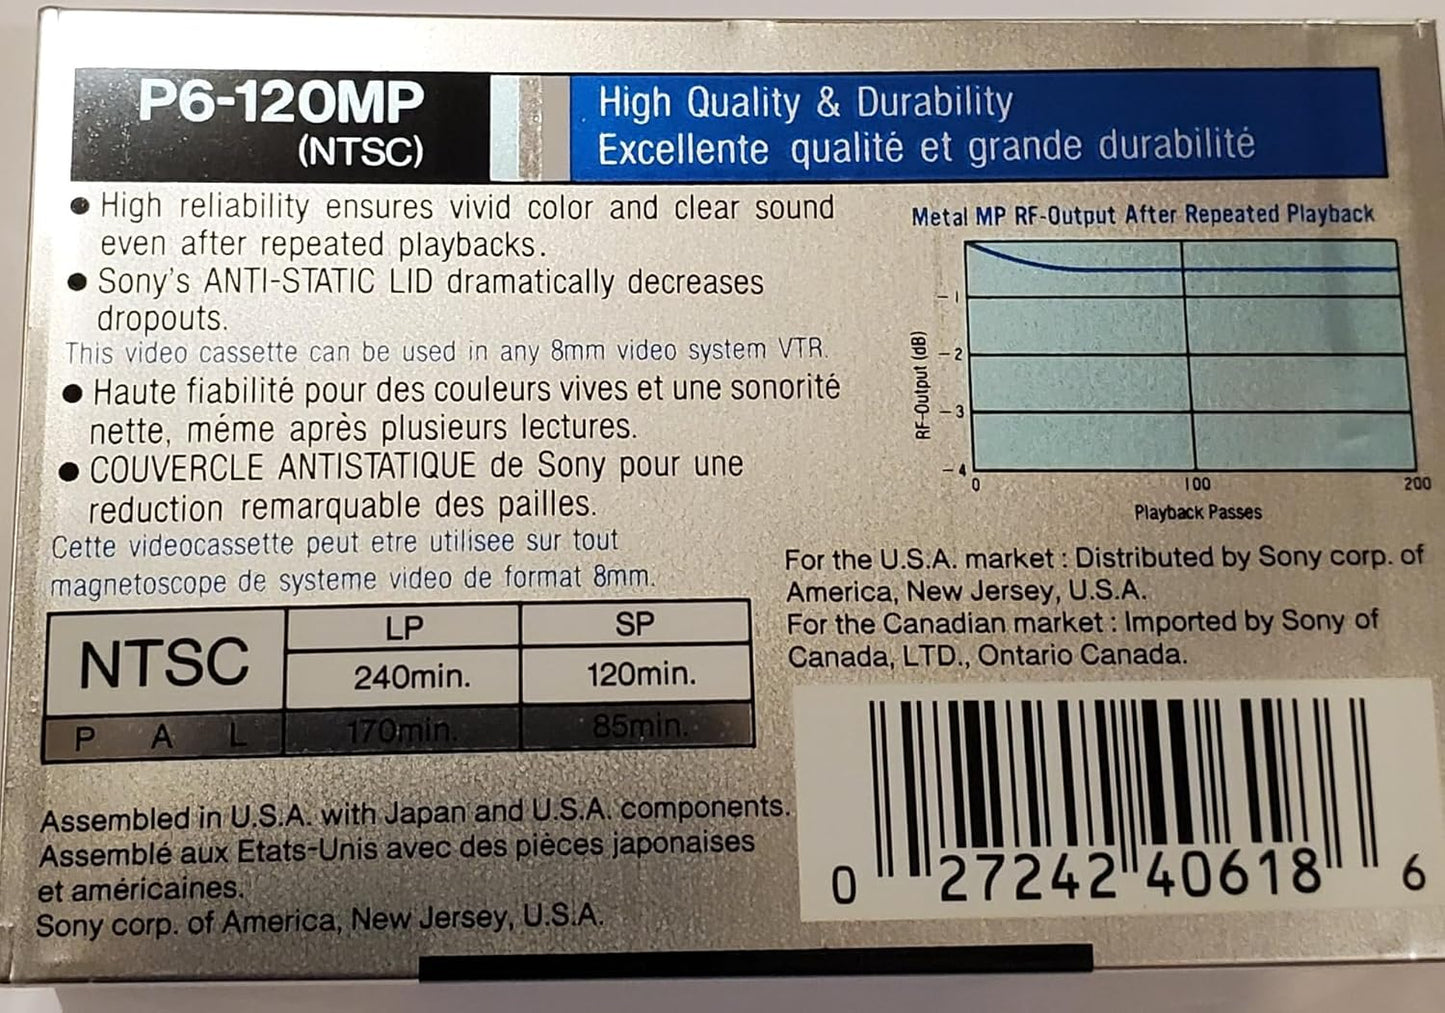 P6-120MP
(NTSC)
High Quality & Durability
Excellente qualité et grande durabilité
● High reliability ensures vivid color and clear sound
even after repeated playbacks.
● Sony's ANTI-STATIC LID dramatically decreases
dropouts.
This video cassette can be used in any 8mm video system VTR.
● Haute fiabilité pour des couleurs vives et une sonorité
nette, méme après plusieurs lectures.
● COUVERCLE ANTISTATIQUE de Sony pour une
reduction remarquable des pailles.
Cette videocassette peut etre utilisee sur tout
magnetoscope de systeme video de format 8mm.
NTSC LP SP
240min. 120min.
P A L 170min. 85min.
Assembled in U.S.A. with Japan and U.S.A. components.
Assemblé aux Etats-Unis avec des pièces japonaises
et américaines.
Sony corp. of America, New Jersey, U.S.A.
Metal MP RF-Output After Repeated Playback
RF-Output (dB)
-1
-2
-3
-4
0 100 200
Playback Passes
For the U.S.A. market : Distributed by Sony corp. of
America, New Jersey, U.S.A.
For the Canadian market : Imported by Sony of
Canada, LTD., Ontario Canada.
0 27242 40618 6